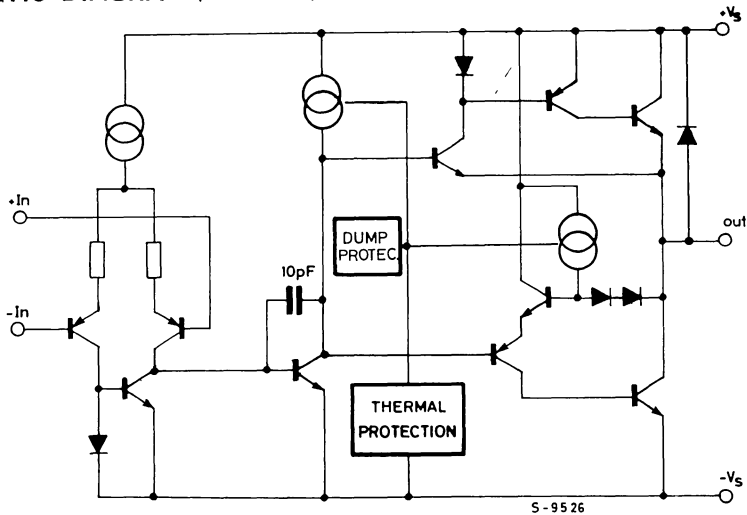 +Vs
+In
-In
10pF
DUMP
PROTEC.
out
THERMAL
PROTECTION
-Vs
S-9526